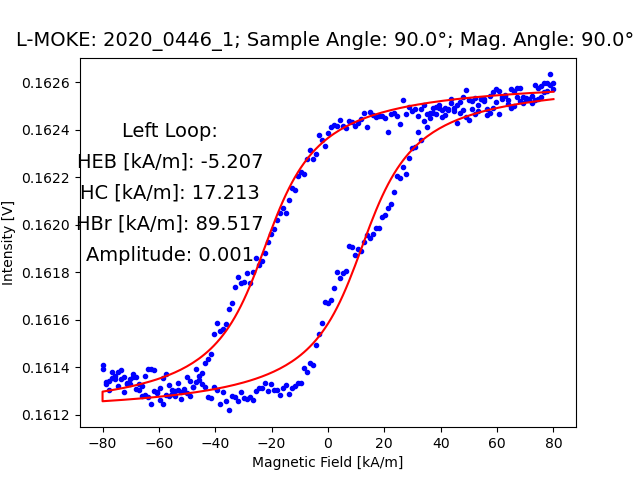 L-MOKE: 2020_0446_1; Sample Angle: 90.0°; Mag. Angle: 90.0°
0.1626
0.1624
0.1622
0.1620
0.1618
0.1616
0.1614
0.1612
Intensity [V]
Left Loop:
HEB [kA/m]: -5.207
HC [kA/m]: 17.213
HBr [kA/m]: 89.517
Amplitude: 0.001
−80 −60 −40 −20 0 20 40 60 80
Magnetic Field [kA/m]